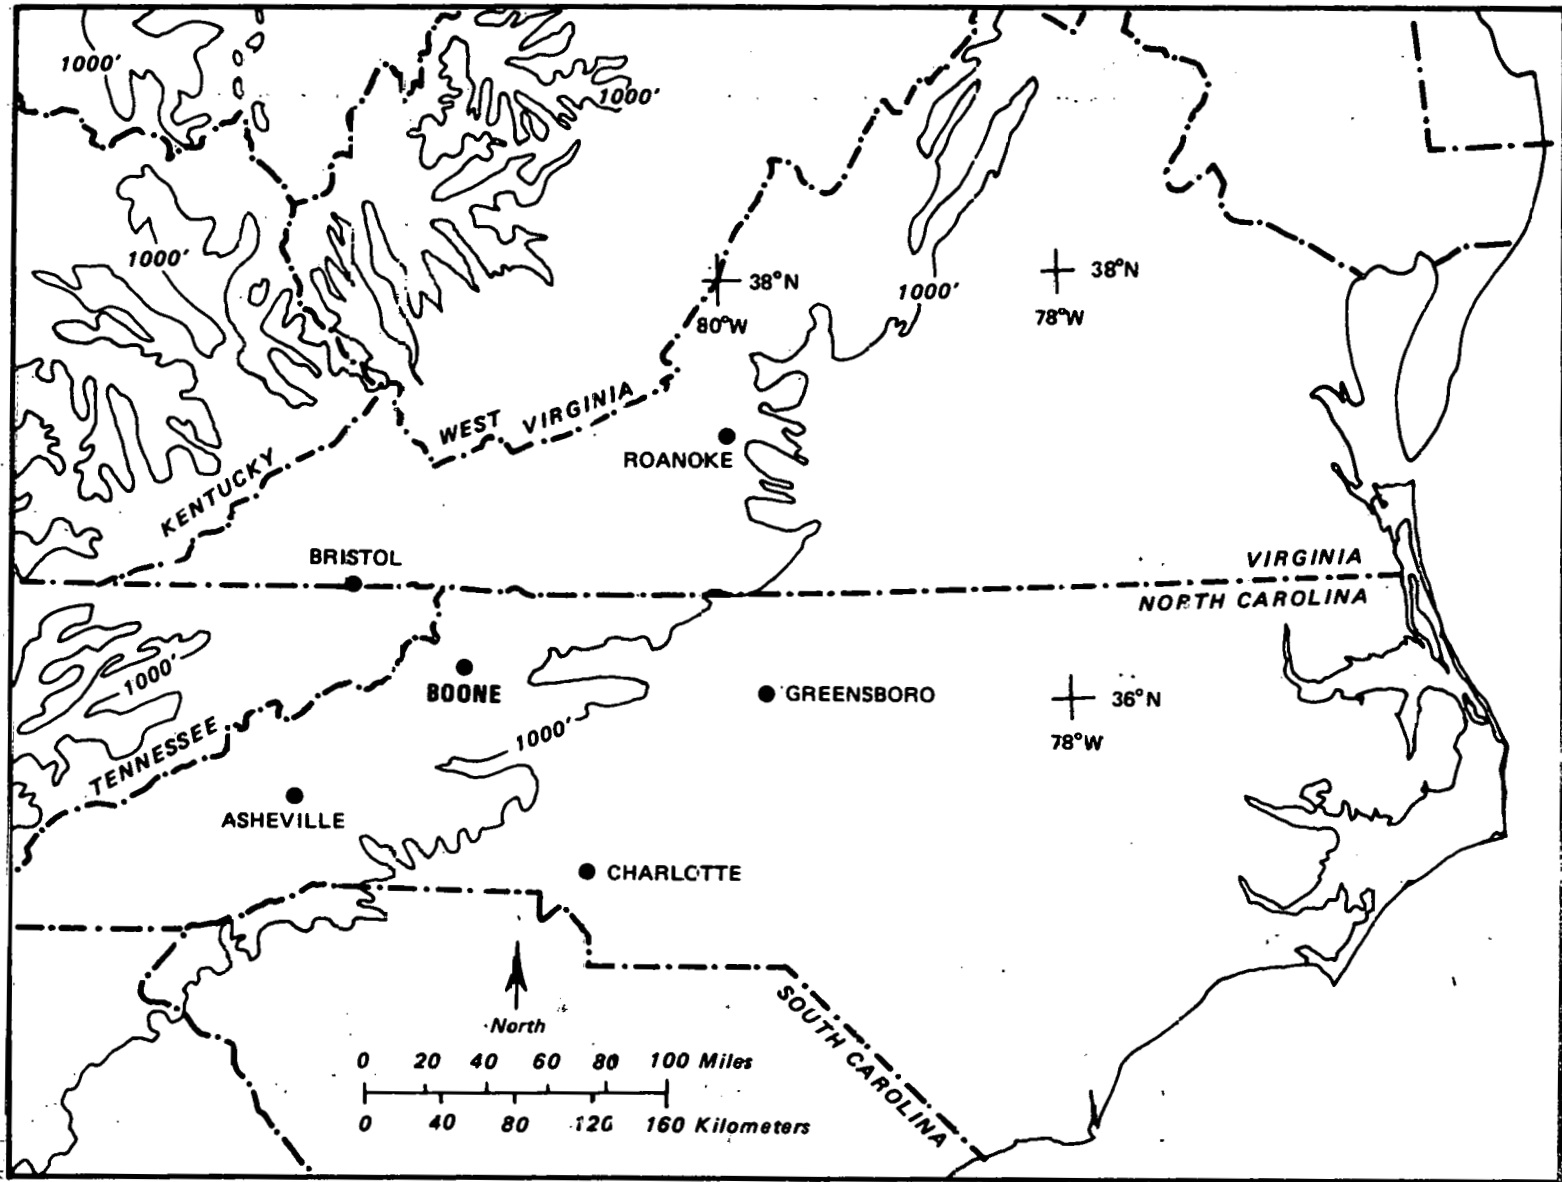 1000'
1000'
1000'
38°N
80°W
38°N
78°W
1000'
WEST VIRGINIA
ROANOKE
KENTUCKY
BRISTOL
VIRGINIA
NORTH CAROLINA
1000'
BOONE
GREENSBORO
36°N
78°W
1000'
TENNESSEE
ASHEVILLE
CHARLOTTE
North
SOUTH CAROLINA
0 20 40 60 80 100 Miles
0 40 80 120 160 Kilometers